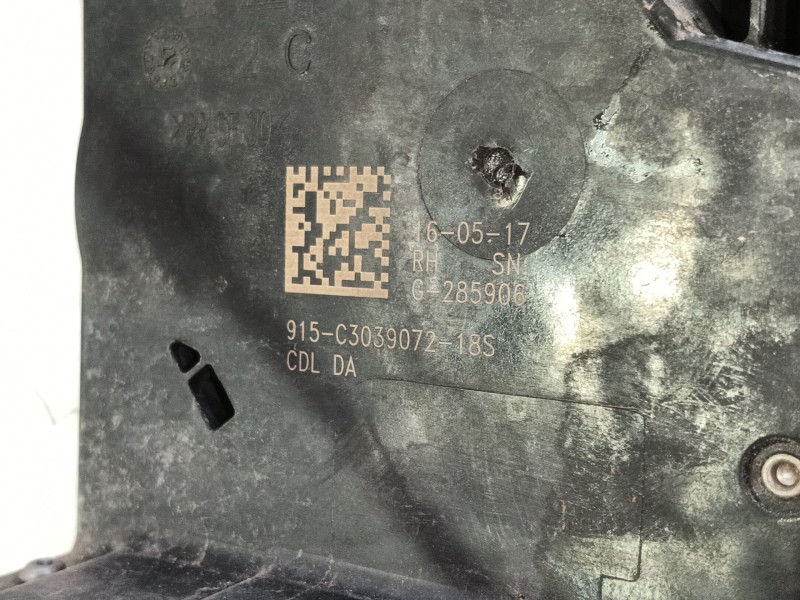 C
16-05-17
RH SN
G-285906
915-C3039072-18S
CDL DA